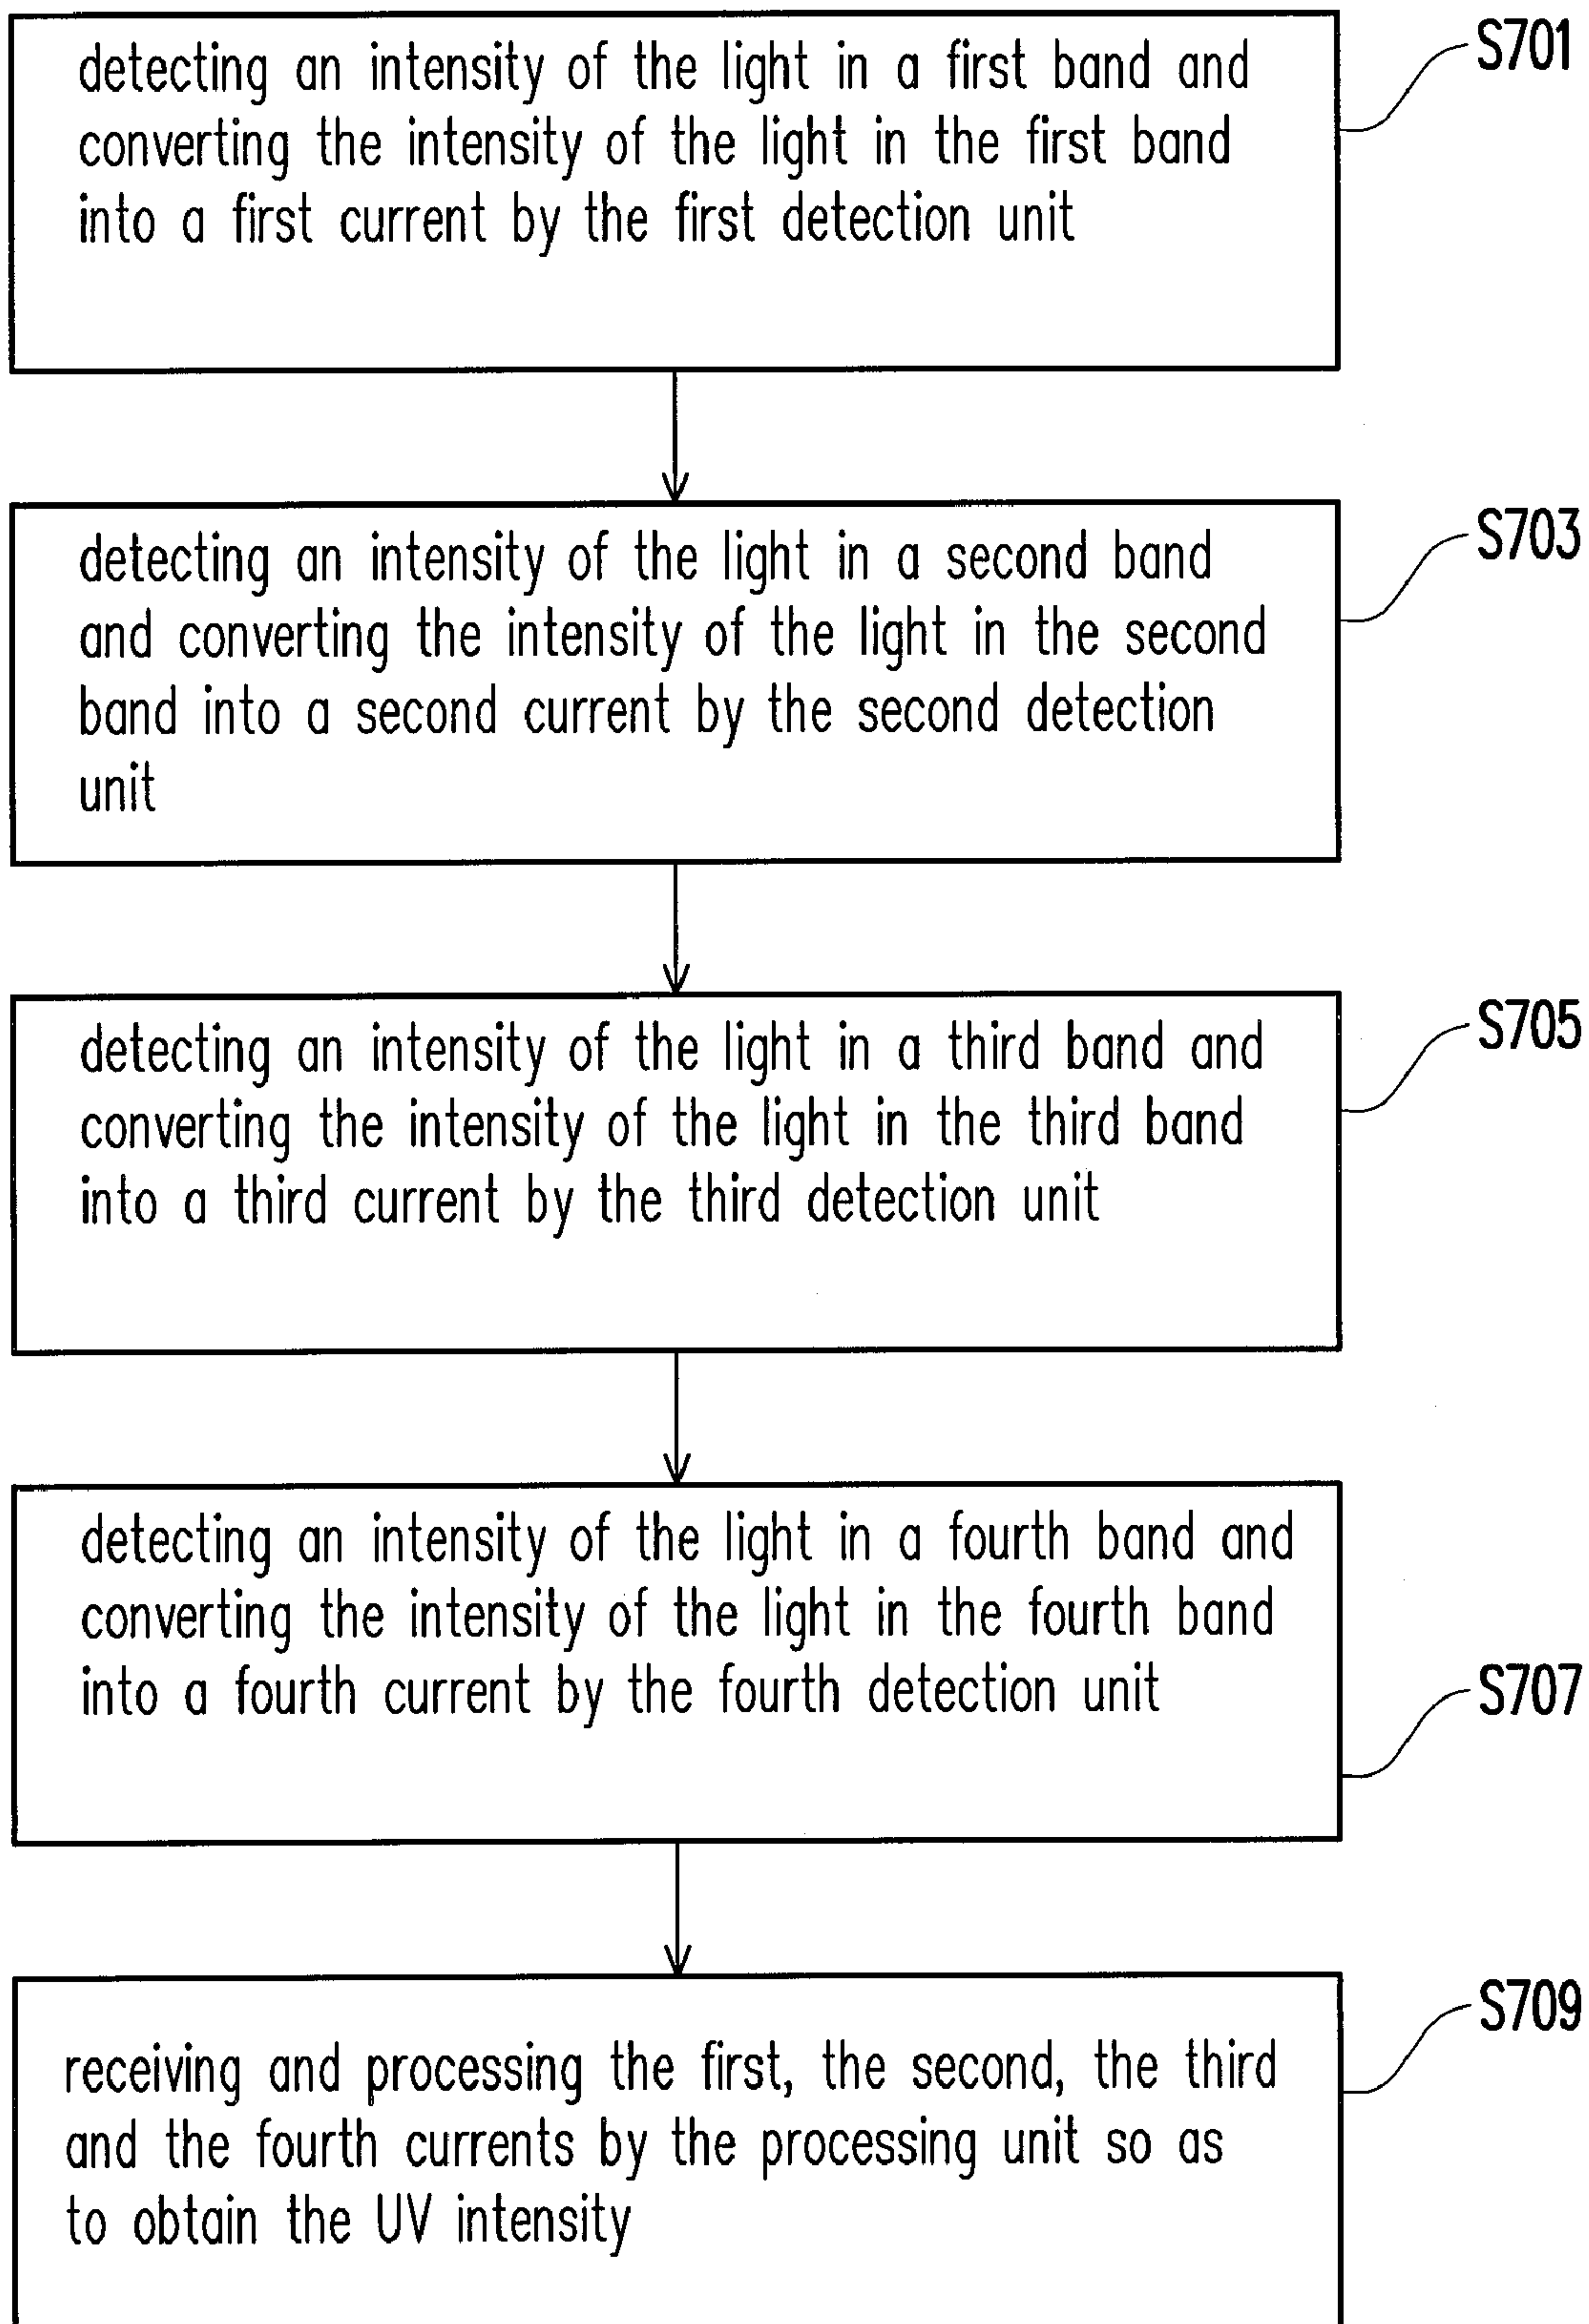 detecting an intensity of the light in a first band and
converting the intensity of the light in the first band
into a first current by the first detection unit
S701
detecting an intensity of the light in a second band
and converting the intensity of the light in the second
band into a second current by the second detection
unit
S703
detecting an intensity of the light in a third band and
converting the intensity of the light in the third band
into a third current by the third detection unit
S705
detecting an intensity of the light in a fourth band and
converting the intensity of the light in the fourth band
into a fourth current by the fourth detection unit
S707
receiving and processing the first, the second, the third
and the fourth currents by the processing unit so as
to obtain the UV intensity
S709